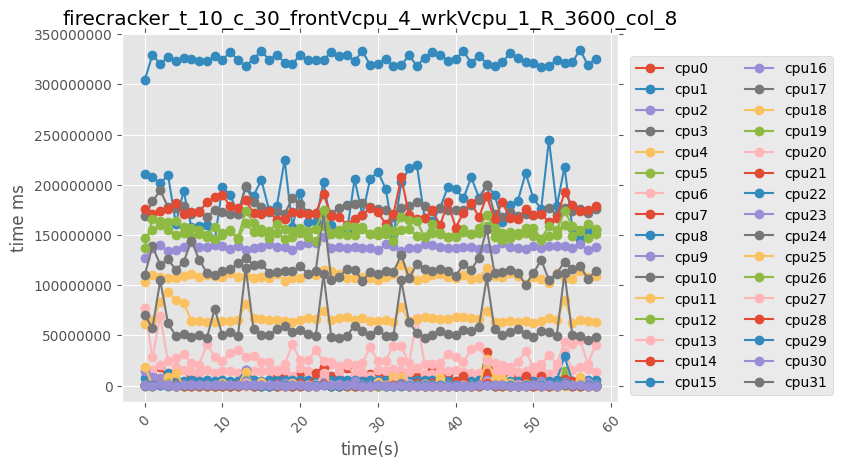 firecracker_t_10_c_30_frontVcpu_4_wrkVcpu_1_R_3600_col_8
350000000
300000000
250000000
200000000
150000000
100000000
50000000
0
time ms
0
10
20
30
40
50
60
time(s)
cpu0
cpu1
cpu2
cpu3
cpu4
cpu5
cpu6
cpu7
cpu8
cpu9
cpu10
cpu11
cpu12
cpu13
cpu14
cpu15
cpu16
cpu17
cpu18
cpu19
cpu20
cpu21
cpu22
cpu23
cpu24
cpu25
cpu26
cpu27
cpu28
cpu29
cpu30
cpu31